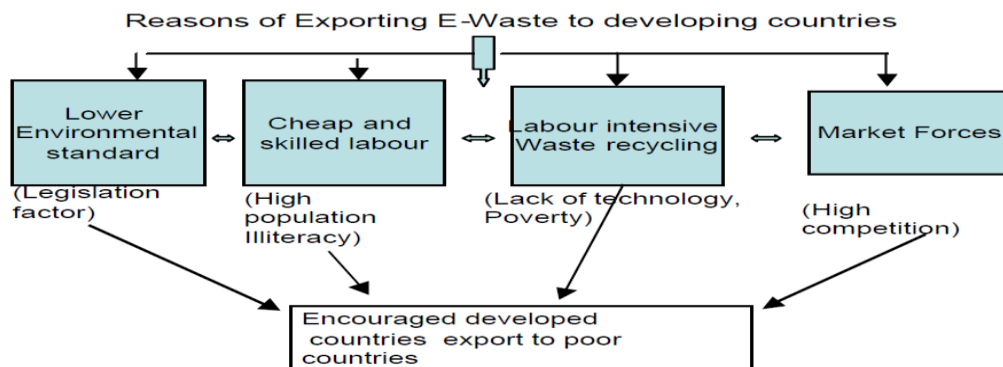 Reasons of Exporting E-Waste to developing countries
Lower
Environmental
standard
Cheap and
skilled labour
Labour intensive
Waste recycling
Market Forces
(Legislation
factor)
(High
population
Illiteracy)
(Lack of technology,
Poverty)
(High
competition)
Encouraged developed
countries export to poor
countries